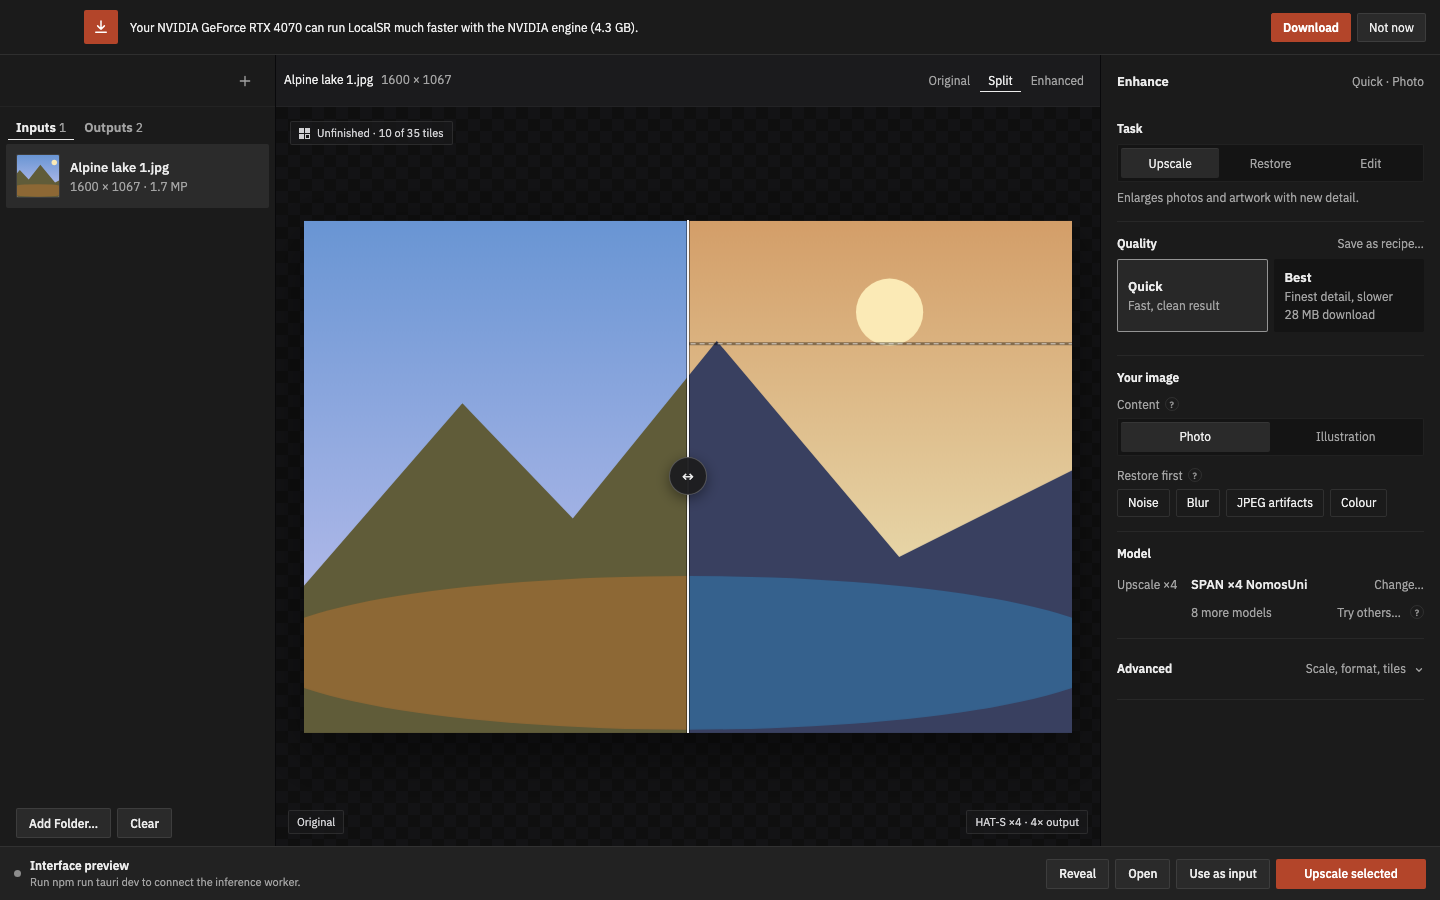 Your NVIDIA GeForce RTX 4070 can run LocalSR much faster with the NVIDIA engine (4.3 GB).
Download
Not now
Alpine lake 1.jpg 1600 × 1067
Original
Split
Enhanced
Enhance
Quick · Photo
Inputs 1
Outputs 2
Alpine lake 1.jpg
1600 × 1067 · 1.7 MP
Unfinished · 10 of 35 tiles
Task
Upscale
Restore
Edit
Enlarges photos and artwork with new detail.
Quality
Save as recipe...
Quick
Fast, clean result
Best
Finest detail, slower
28 MB download
Your image
Content ?
Photo
Illustration
Restore first ?
Noise
Blur
JPEG artifacts
Colour
Model
Upscale ×4 SPAN ×4 NomosUni Change...
8 more models Try others... ?
Advanced
Scale, format, tiles
Add Folder...
Clear
Original
HAT-S ×4 · 4× output
Interface preview
Run npm run tauri dev to connect the inference worker.
Reveal
Open
Use as input
Upscale selected